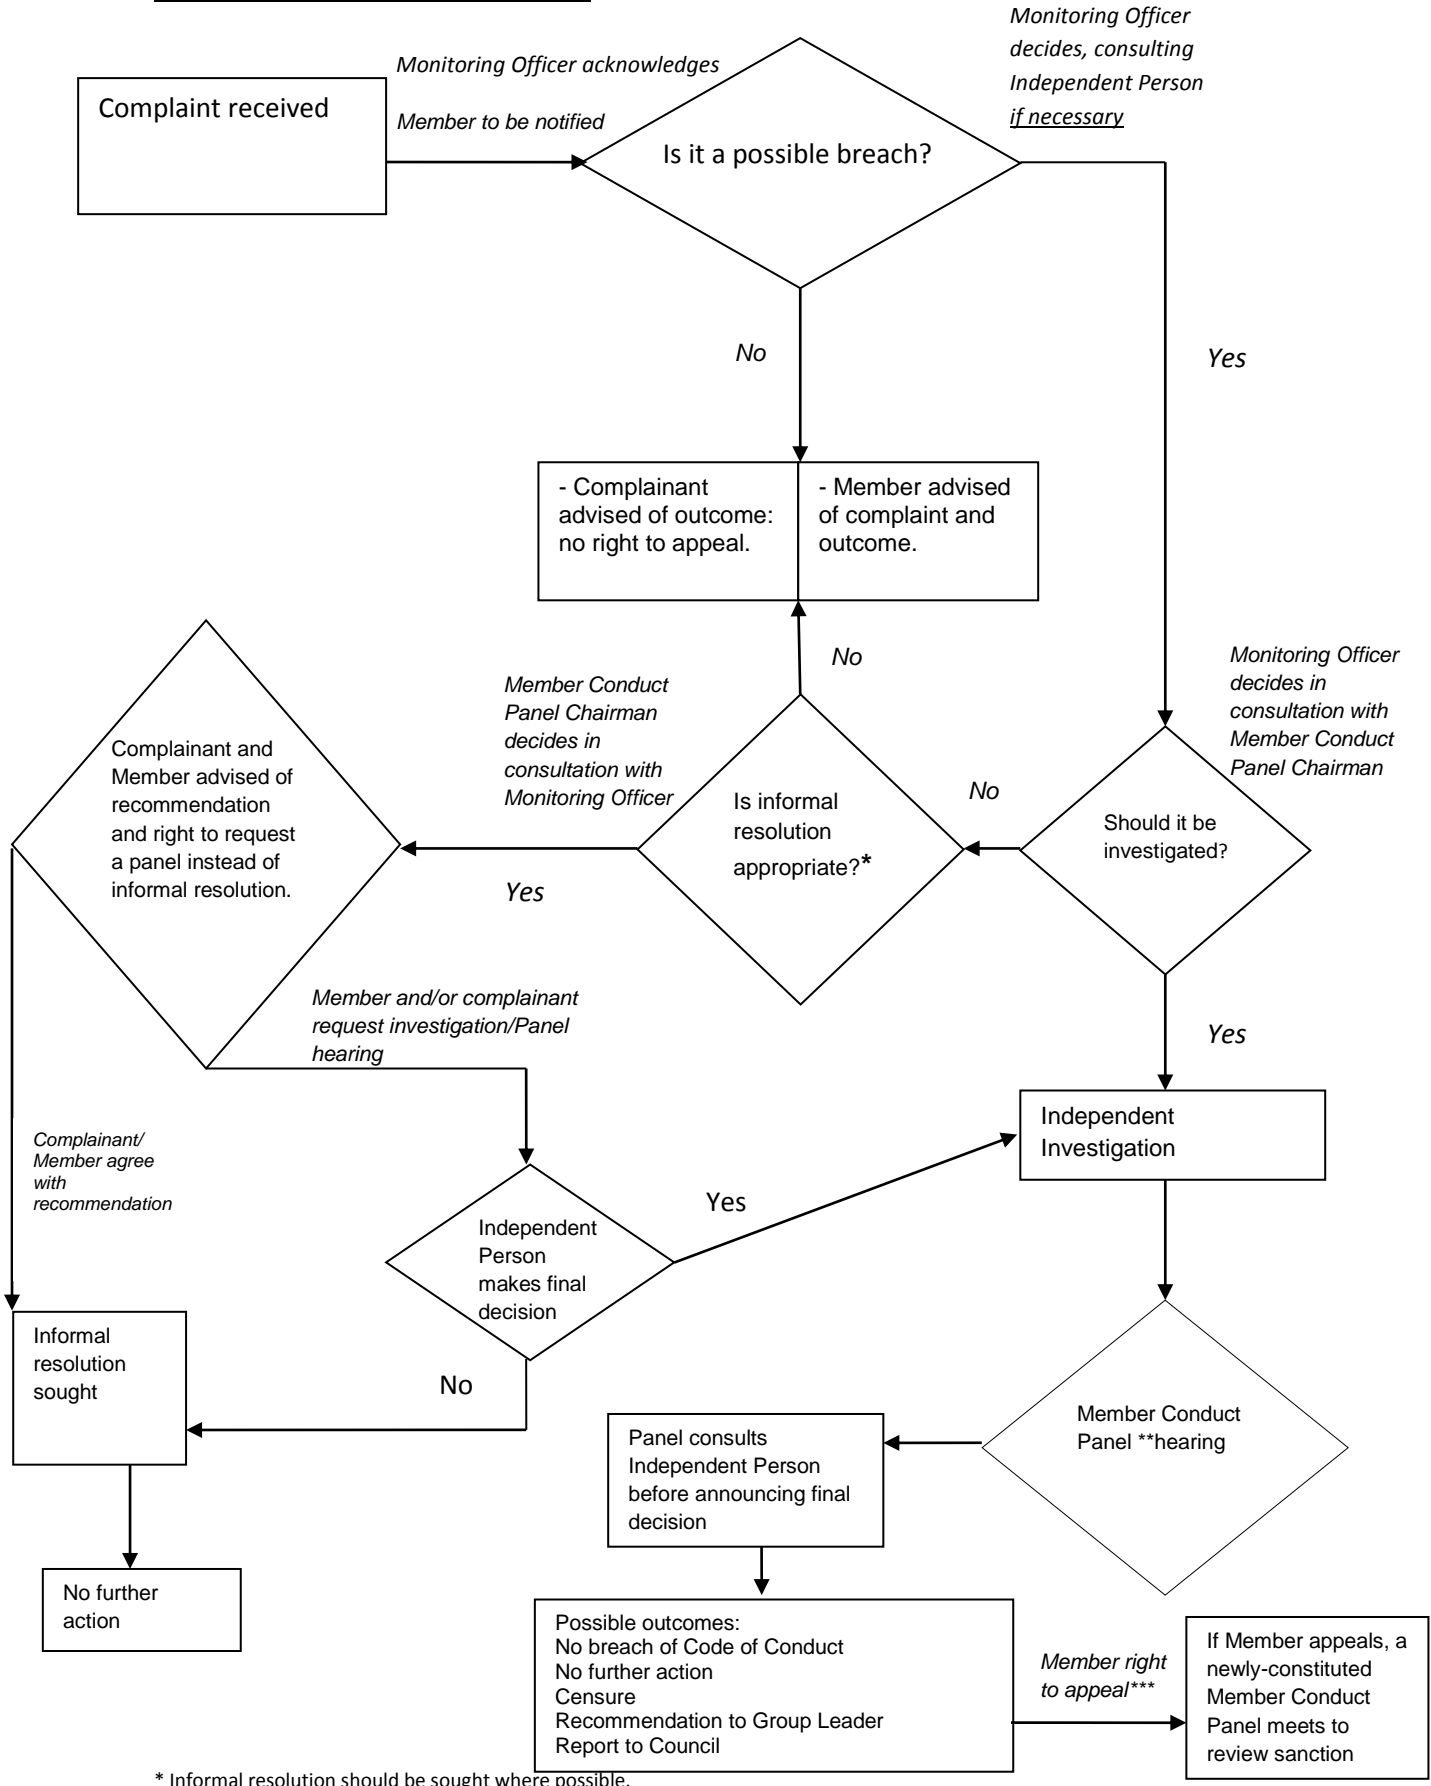 Monitoring Officer
decides, consulting
Independent Person
if necessary
Monitoring Officer acknowledges
Complaint received
Member to be notified
Is it a possible breach?
No
Yes
- Complainant
advised of outcome:
no right to appeal.
- Member advised
of complaint and
outcome.
No
Monitoring Officer
decides in
consultation with
Member Conduct
Panel Chairman
Member Conduct
Panel Chairman
decides in
consultation with
Monitoring Officer
Complainant and
Member advised of
recommendation
and right to request
a panel instead of
informal resolution.
Is informal
resolution
appropriate?*
No
Should it be
investigated?
Yes
Member and/or complainant
request investigation/Panel
hearing
Yes
Independent
Investigation
Complainant/
Member agree
with
recommendation
Yes
Independent
Person
makes final
decision
Informal
resolution
sought
No
Member Conduct
Panel **hearing
Panel consults
Independent Person
before announcing final
decision
No further
action
Possible outcomes:
No breach of Code of Conduct
No further action
Censure
Recommendation to Group Leader
Report to Council
Member right
to appeal***
If Member appeals, a
newly-constituted
Member Conduct
Panel meets to
review sanction
* Informal resolution should be sought where possible.